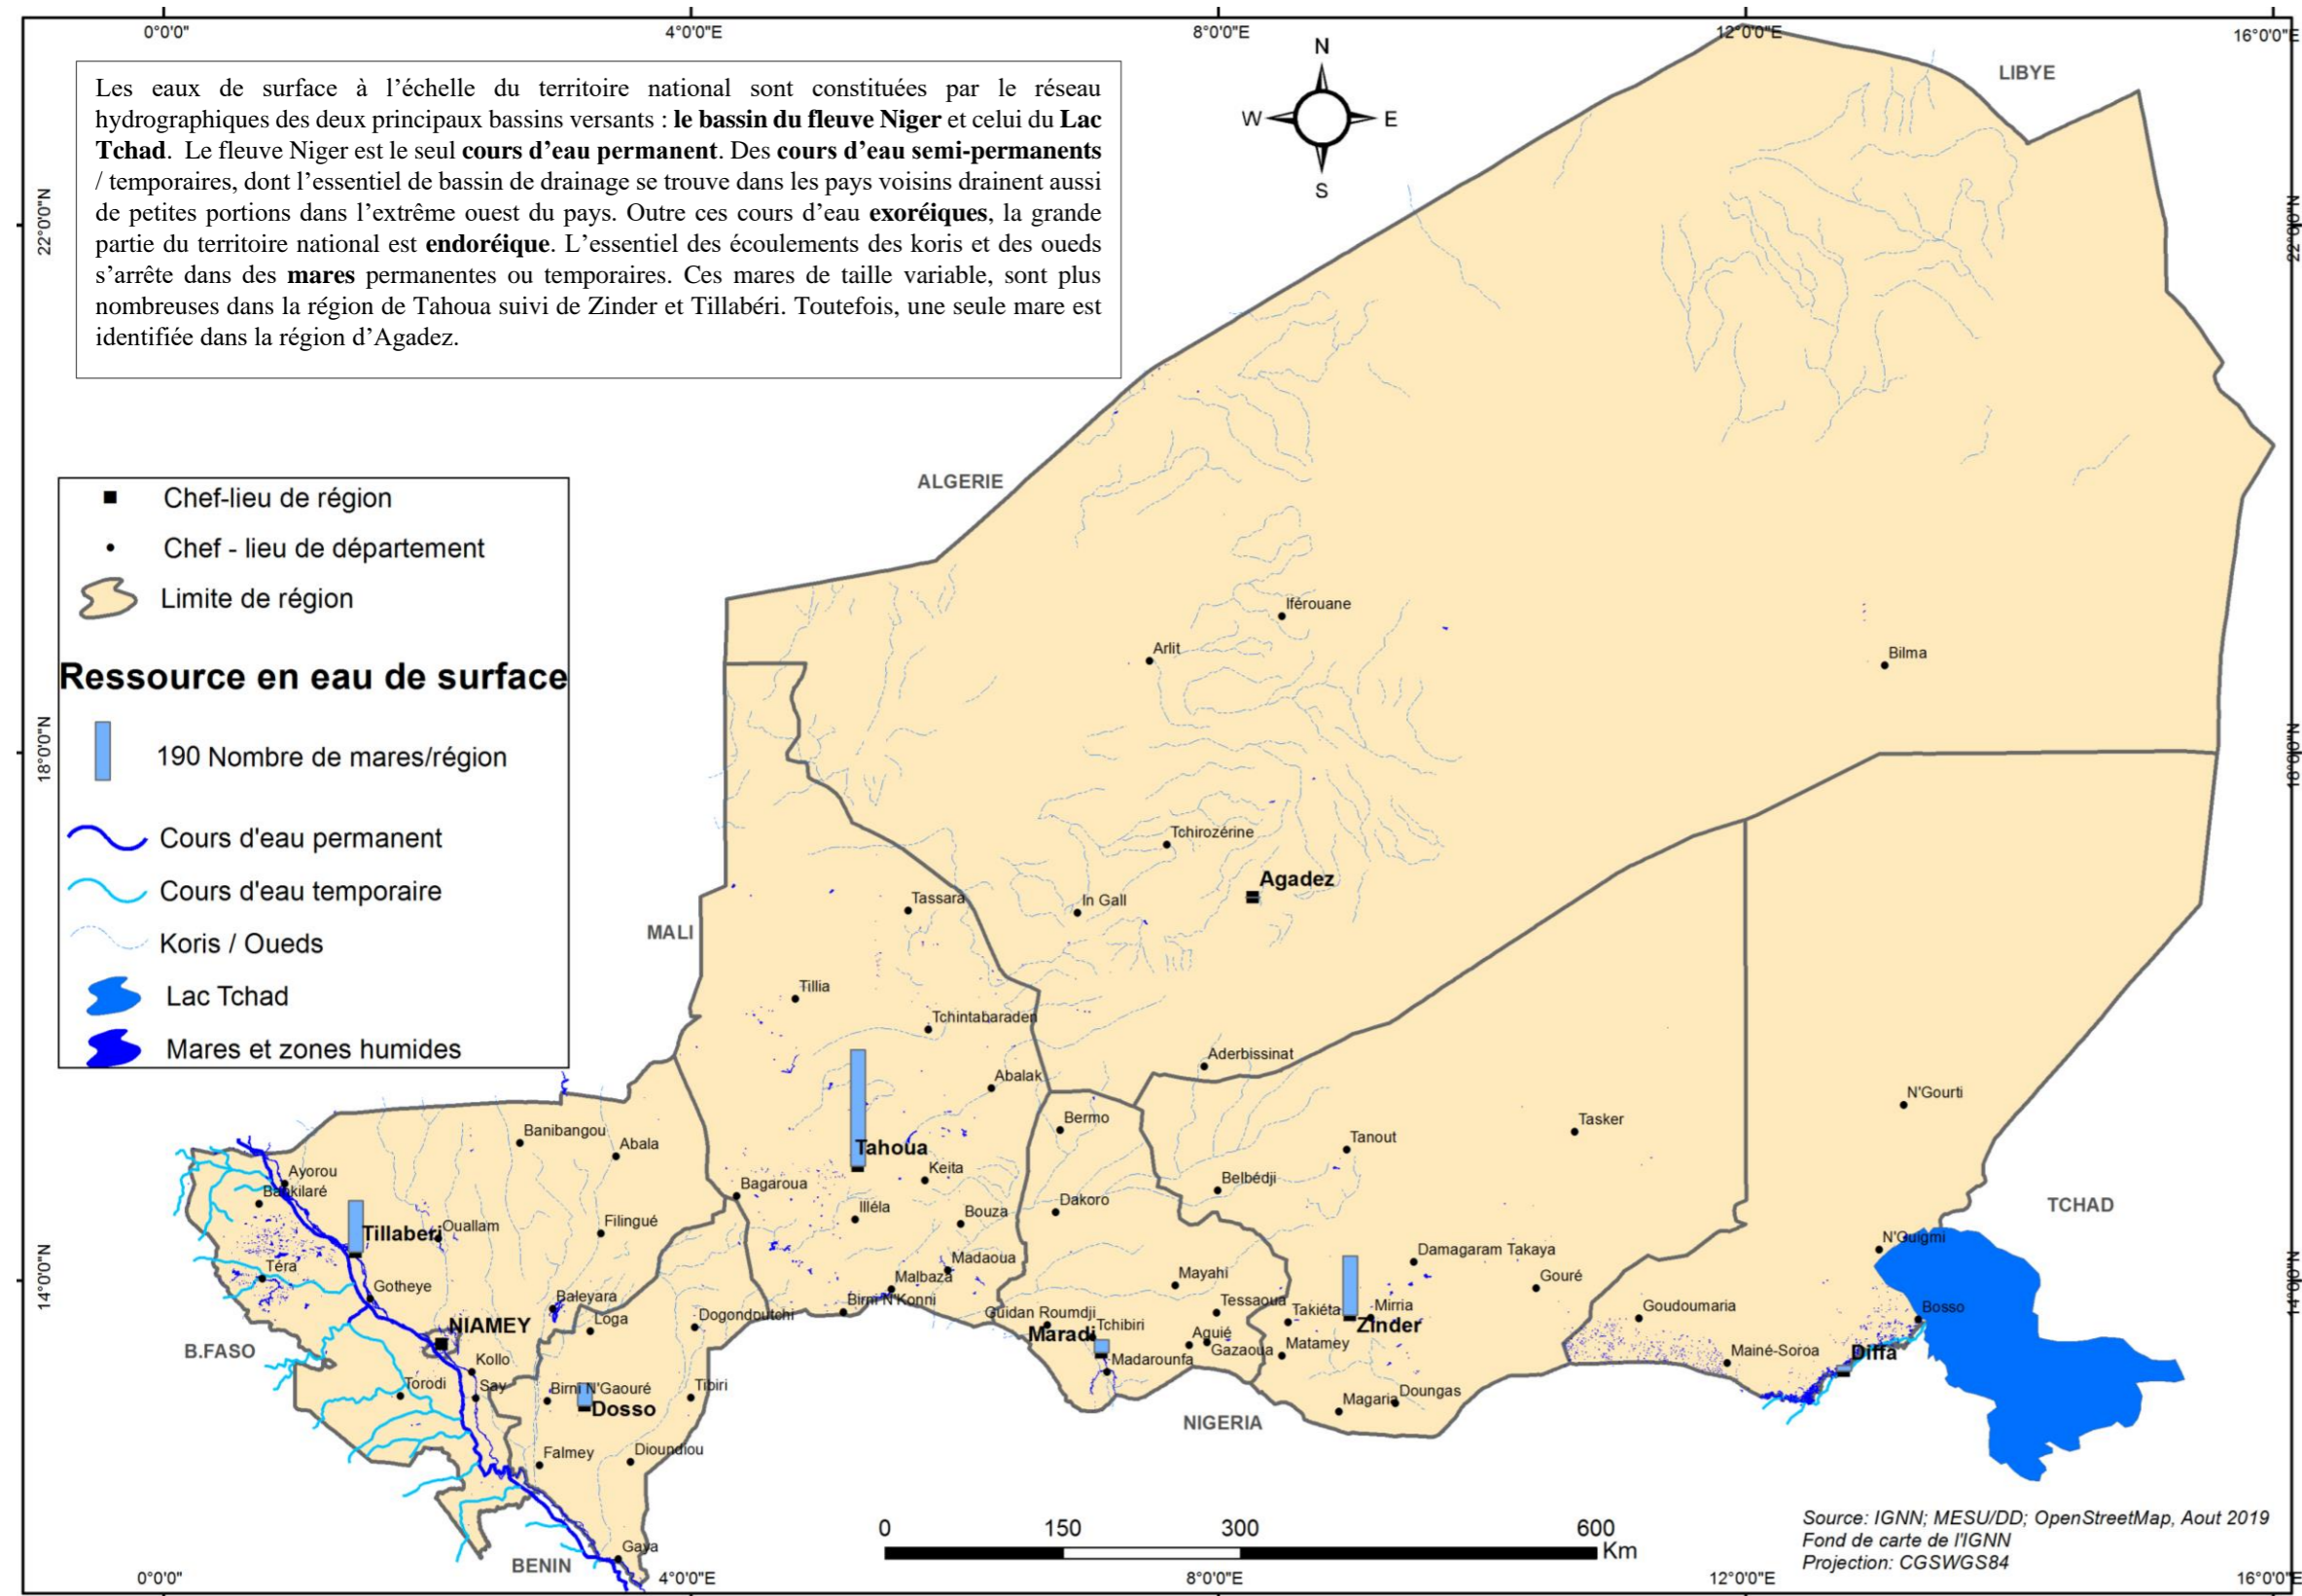 0°0'0"
4°0'0"E
8°0'0"E
12°0'0"E
16°0'0"E
Les eaux de surface à l'échelle du territoire national sont constituées par le réseau
hydrographiques des deux principaux bassins versants : le bassin du fleuve Niger et celui du Lac
Tchad. Le fleuve Niger est le seul cours d'eau permanent. Des cours d'eau semi-permanents
/ temporaires, dont l'essentiel de bassin de drainage se trouve dans les pays voisins drainent aussi
de petites portions dans l'extrême ouest du pays. Outre ces cours d'eau exoréiques, la grande
partie du territoire national est endoréique. L'essentiel des écoulements des koris et des oueds
s'arrête dans des mares permanentes ou temporaires. Ces mares de taille variable, sont plus
nombreuses dans la région de Tahoua suivi de Zinder et Tillabéri. Toutefois, une seule mare est
identifiée dans la région d'Agadez.
N
W
E
S
LIBYE
22°0'0"N
22°0'0"N
ALGERIE
Chef-lieu de région
Chef - lieu de département
Limite de région
Ressource en eau de surface
190 Nombre de mares/région
Cours d'eau permanent
Cours d'eau temporaire
Koris / Oueds
Lac Tchad
Mares et zones humides
18°0'0"N
18°0'0"N
Iférouane
Arlit
Bilma
Tchirozérine
Agadez
In Gall
Tassara
MALI
Tillia
Tchintabaraden
Aderbissinat
Abalak
N'Gourti
Bermo
Tasker
Banibangou
Abala
Tanout
Tahoua
Keita
Ayorou
Bankilaré
Bagaroua
Belbédji
Dakoro
Illéla
Bouza
TCHAD
Tillaberi
Ouallam
Filingué
N'Guigmi
Damagaram Takaya
Madaoua
Téra
Malbaza
Mayahi
Gouré
Gotheye
14°0'0"N
14°0'0"N
Baleyara
Birni N'Konni
Dogondoutchi
Loga
Guidan Roumdji
Tessaoua
Takiéta
Mirria
Goudoumaria
Bosso
NIAMEY
Maradi
Tchibiri
Aguié
Zinder
B.FASO
Gazaoua
Matamey
Mainé-Soroa
Diffa
Kollo
Madarounfa
Torodi
Say
Birni N'Gaouré
Tibiri
Dosso
Magaria
Doungas
NIGERIA
Falmey
Dioundiou
Gaya
BENIN
0
150
300
600
Km
Source: IGNN; MESU/DD; OpenStreetMap, Aout 2019
Fond de carte de l'IGNN
Projection: CGSWGS84
0°0'0"
4°0'0"E
8°0'0"E
12°0'0"E
16°0'0"E